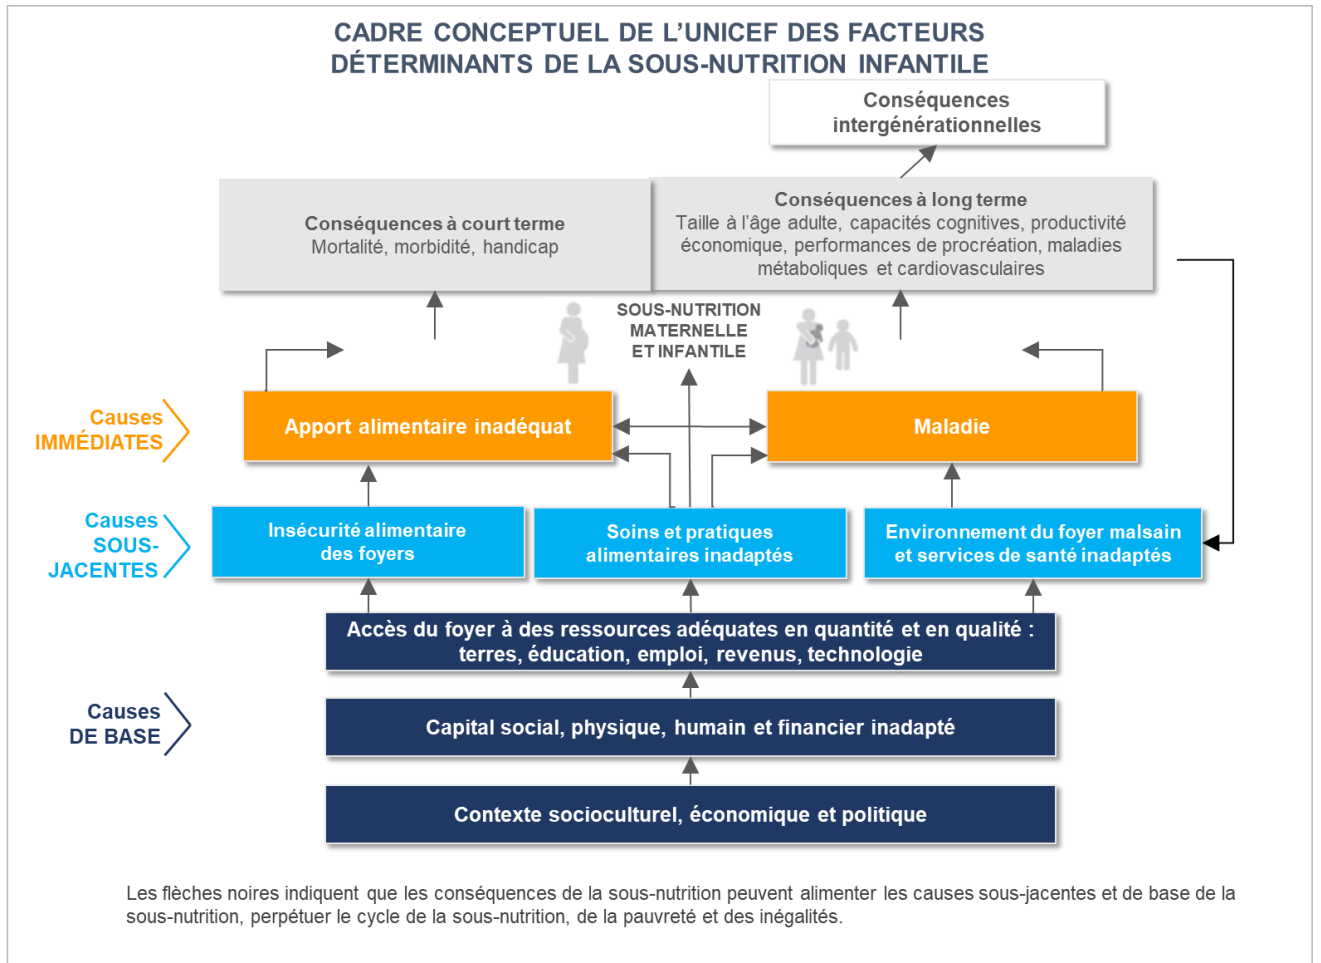 CADRE CONCEPTUEL DE L’UNICEF DES FACTEURS
DÉTERMINANTS DE LA SOUS-NUTRITION INFANTILE
Conséquences
intergénérationnelles
Conséquences à court terme
Mortalité, morbidité, handicap
Conséquences à long terme
Taille à l’âge adulte, capacités cognitives, productivité
économique, performances de procréation, maladies
métaboliques et cardiovasculaires
SOUS-NUTRITION
MATERNELLE
ET INFANTILE
Causes
IMMÉDIATES
Apport alimentaire inadéquat
Maladie
Causes
SOUS-
JACENTES
Insécurité alimentaire
des foyers
Soins et pratiques
alimentaires inadaptés
Environnement du foyer malsain
et services de santé inadaptés
Accès du foyer à des ressources adéquates en quantité et en qualité :
terres, éducation, emploi, revenus, technologie
Causes
DE BASE
Capital social, physique, humain et financier inadapté
Contexte socioculturel, économique et politique
Les flèches noires indiquent que les conséquences de la sous-nutrition peuvent alimenter les causes sous-jacentes et de base de la
sous-nutrition, perpétuer le cycle de la sous-nutrition, de la pauvreté et des inégalités.